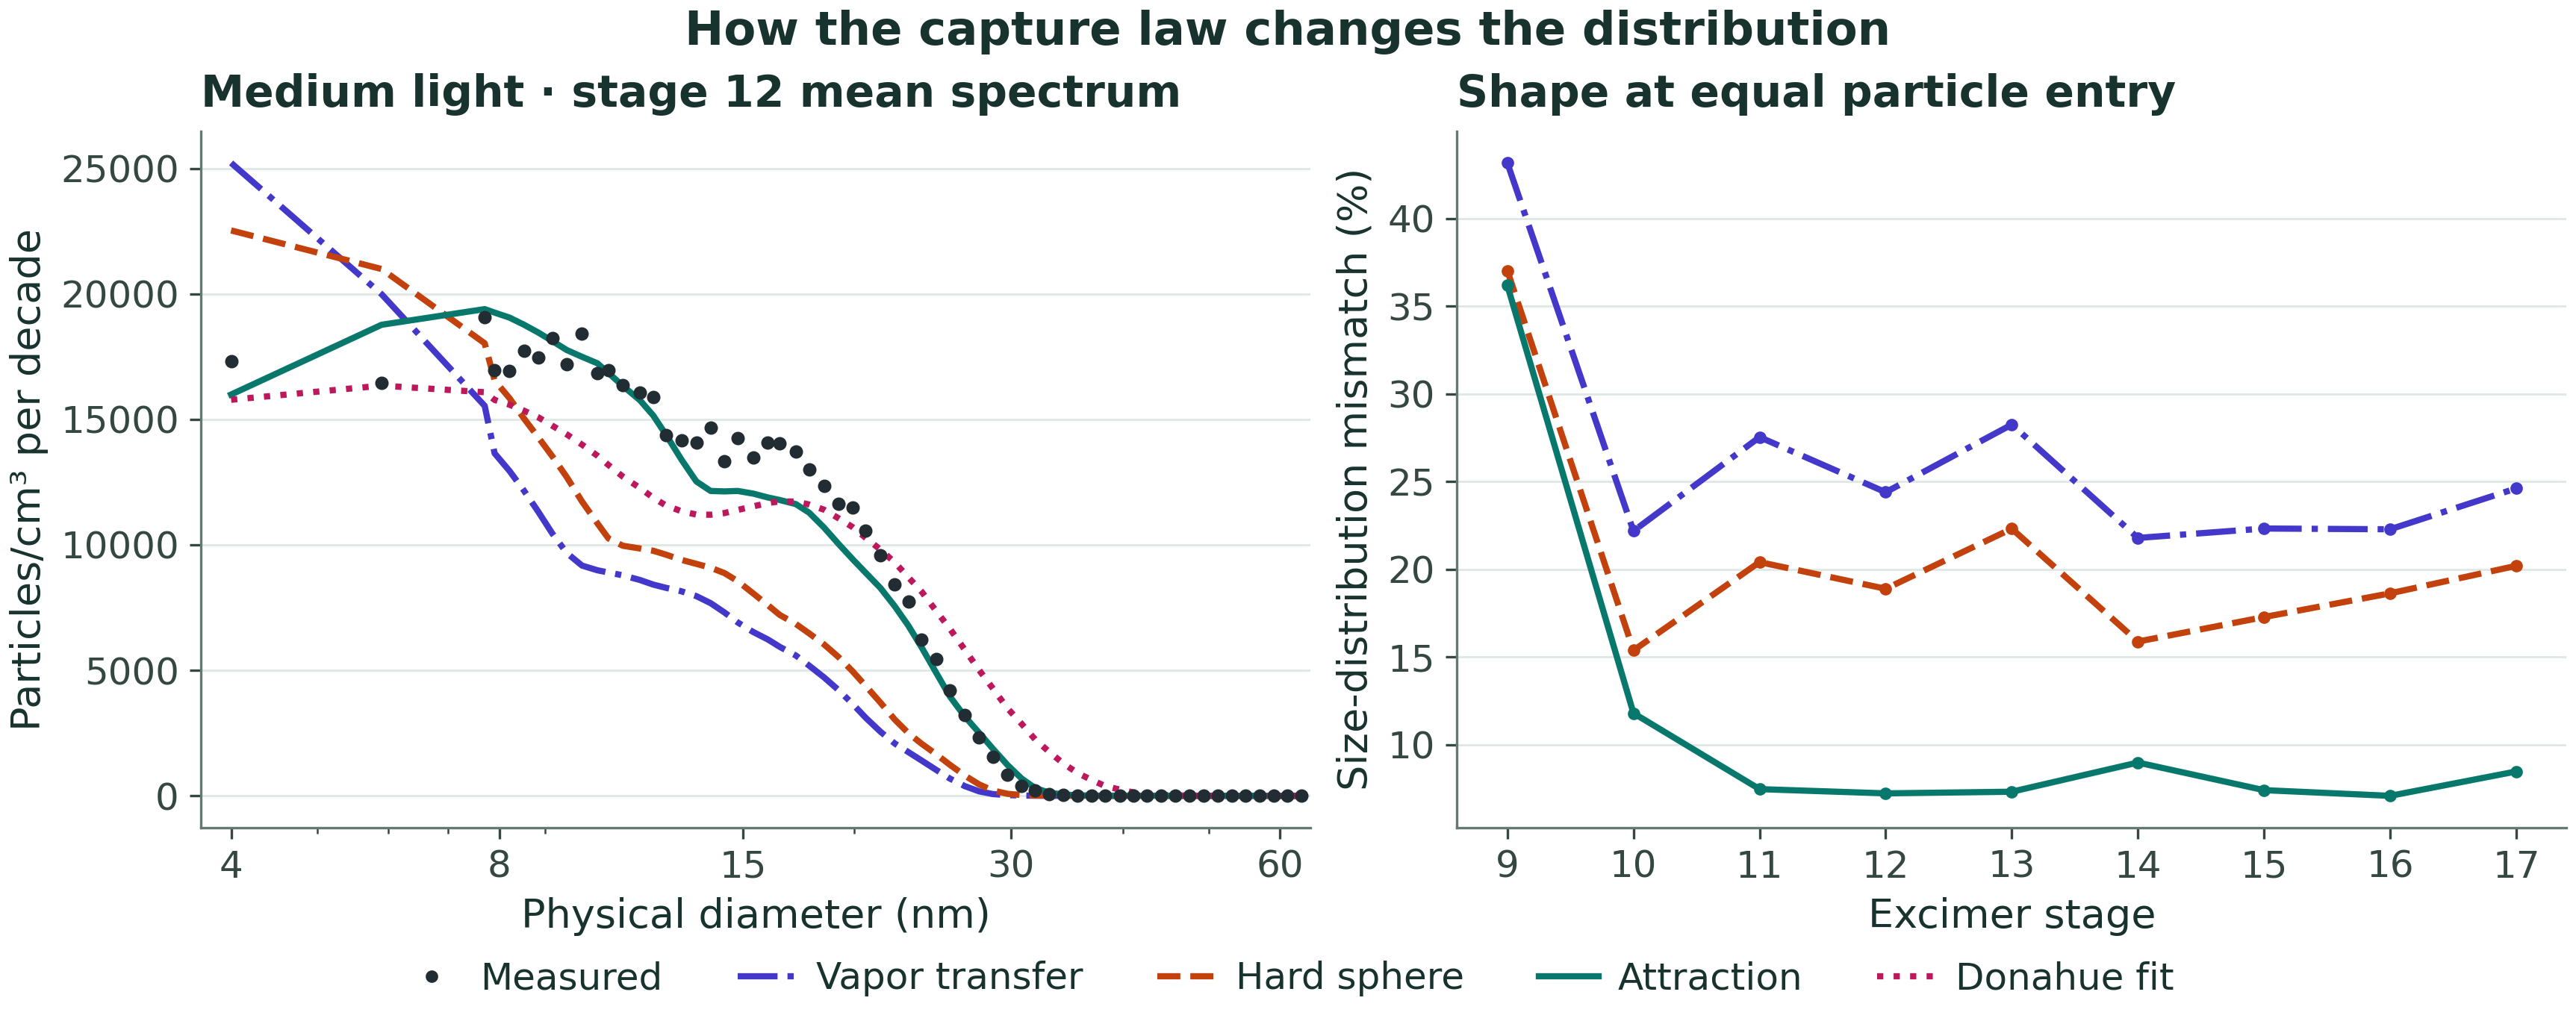 How the capture law changes the distribution
Medium light · stage 12 mean spectrum
Particles/cm³ per decade
25000
20000
15000
10000
5000
0
4 8 15 30 60
Physical diameter (nm)
Shape at equal particle entry
Size-distribution mismatch (%)
40
35
30
25
20
15
10
9 10 11 12 13 14 15 16 17
Excimer stage
Measured Vapor transfer Hard sphere Attraction Donahue fit